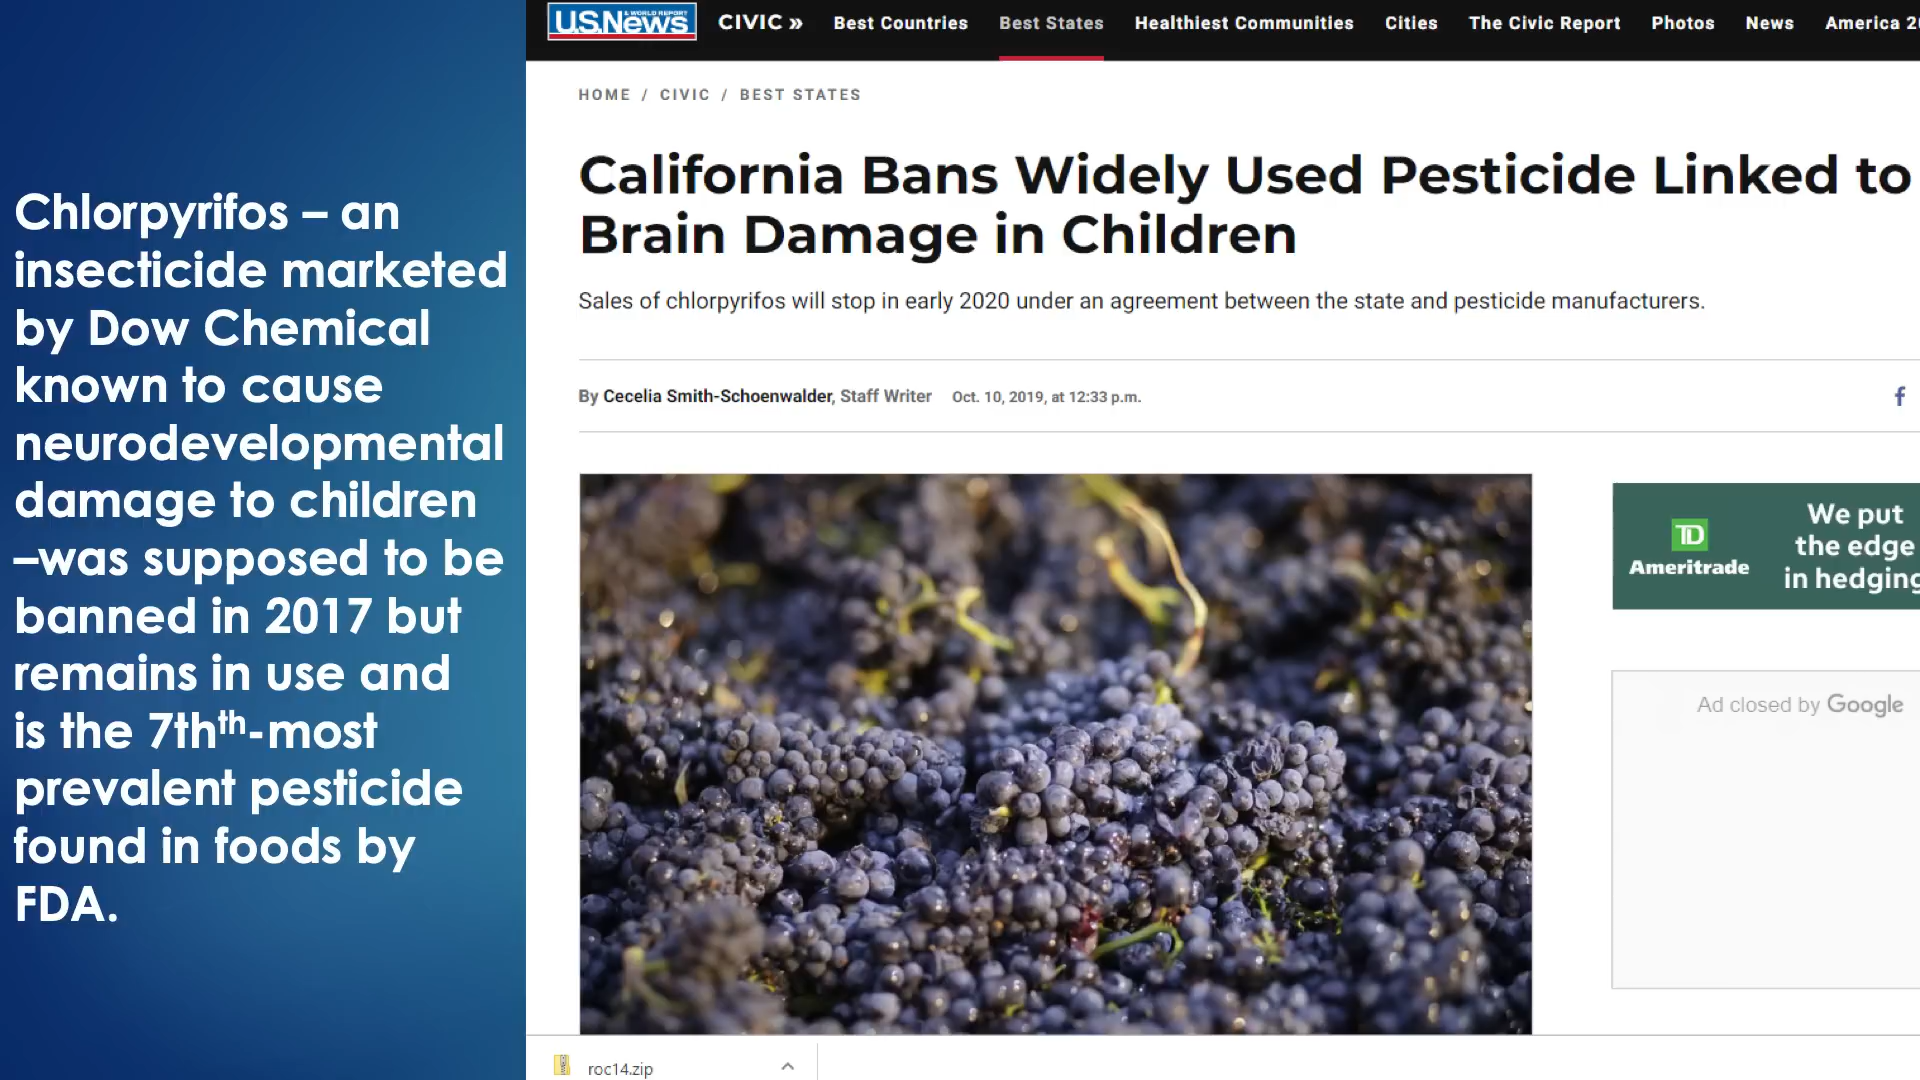 Chlorpyrifos – an
insecticide marketed
by Dow Chemical
known to cause
neurodevelopmental
damage to children
–was supposed to be
banned in 2017 but
remains in use and
is the 7thth-most
prevalent pesticide
found in foods by
FDA.
U.S.News & WORLD REPORT
CIVIC » Best Countries Best States Healthiest Communities Cities The Civic Report Photos News America
HOME / CIVIC / BEST STATES
California Bans Widely Used Pesticide Linked to
Brain Damage in Children
Sales of chlorpyrifos will stop in early 2020 under an agreement between the state and pesticide manufacturers.
By Cecelia Smith-Schoenwalder, Staff Writer Oct. 10, 2019, at 12:33 p.m.
f
TD
Ameritrade
We put
the edge
in hedging
Ad closed by Google
roc14.zip